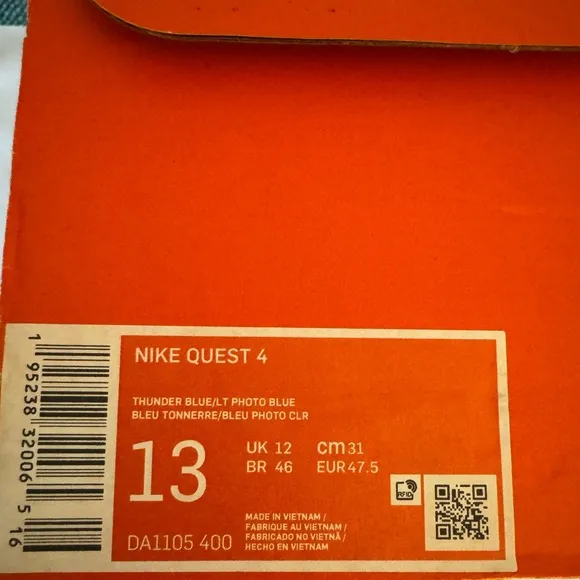 NIKE QUEST 4
THUNDER BLUE/LT PHOTO BLUE
BLEU TONNERRE/BLEU PHOTO CLR
13
UK 12 cm 31
BR 46 EUR 47.5
RFID
MADE IN VIETNAM /
FABRIQUE AU VIETNAM /
FABRICADO NO VIETNÃ /
HECHO EN VIETNAM
DA1105 400
1 95238 32006 5 16